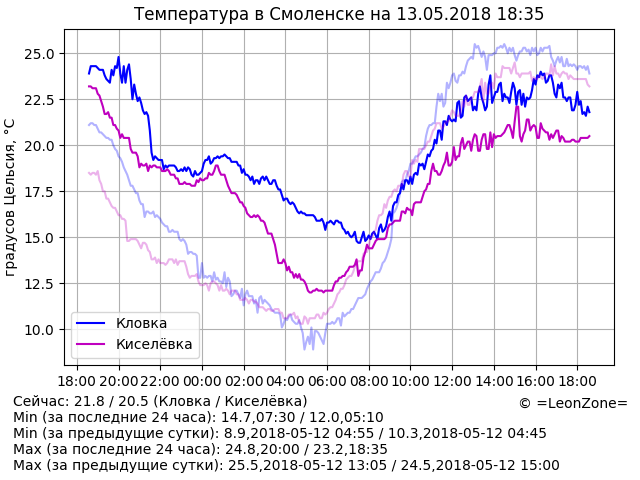 Температура в Смоленске на 13.05.2018 18:35
градусов Цельсия, °C
25.0
22.5
20.0
17.5
15.0
12.5
10.0
Кловка
Киселёвка
18:00 20:00 22:00 00:00 02:00 04:00 06:00 08:00 10:00 12:00 14:00 16:00 18:00
Сейчас: 21.8 / 20.5 (Кловка / Киселёвка)
© =LeonZone=
Min (за последние 24 часа): 14.7,07:30 / 12.0,05:10
Min (за предыдущие сутки): 8.9,2018-05-12 04:55 / 10.3,2018-05-12 04:45
Max (за последние 24 часа): 24.8,20:00 / 23.2,18:35
Max (за предыдущие сутки): 25.5,2018-05-12 13:05 / 24.5,2018-05-12 15:00